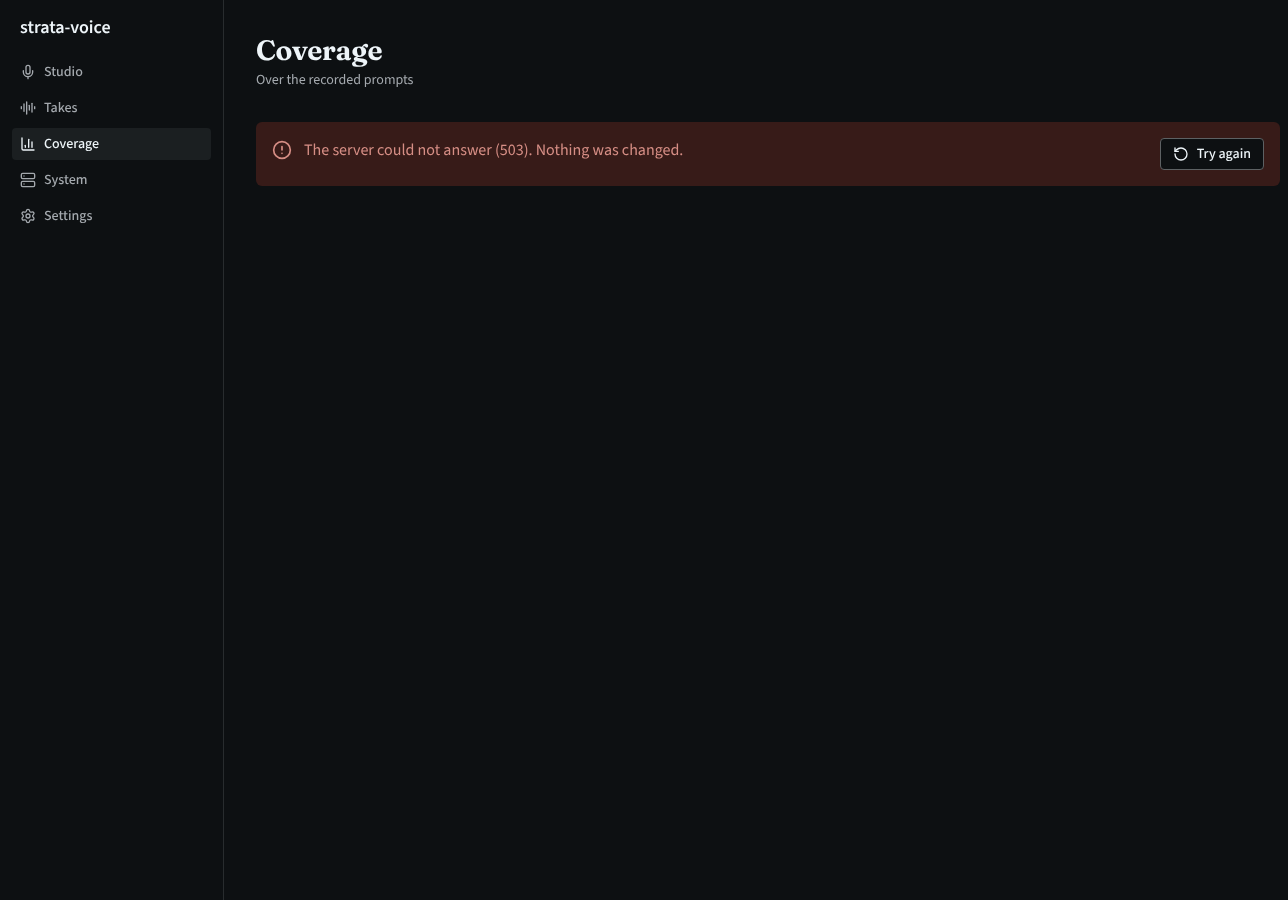 strata-voice
Studio
Takes
Coverage
System
Settings
Coverage
Over the recorded prompts
The server could not answer (503). Nothing was changed.
Try again